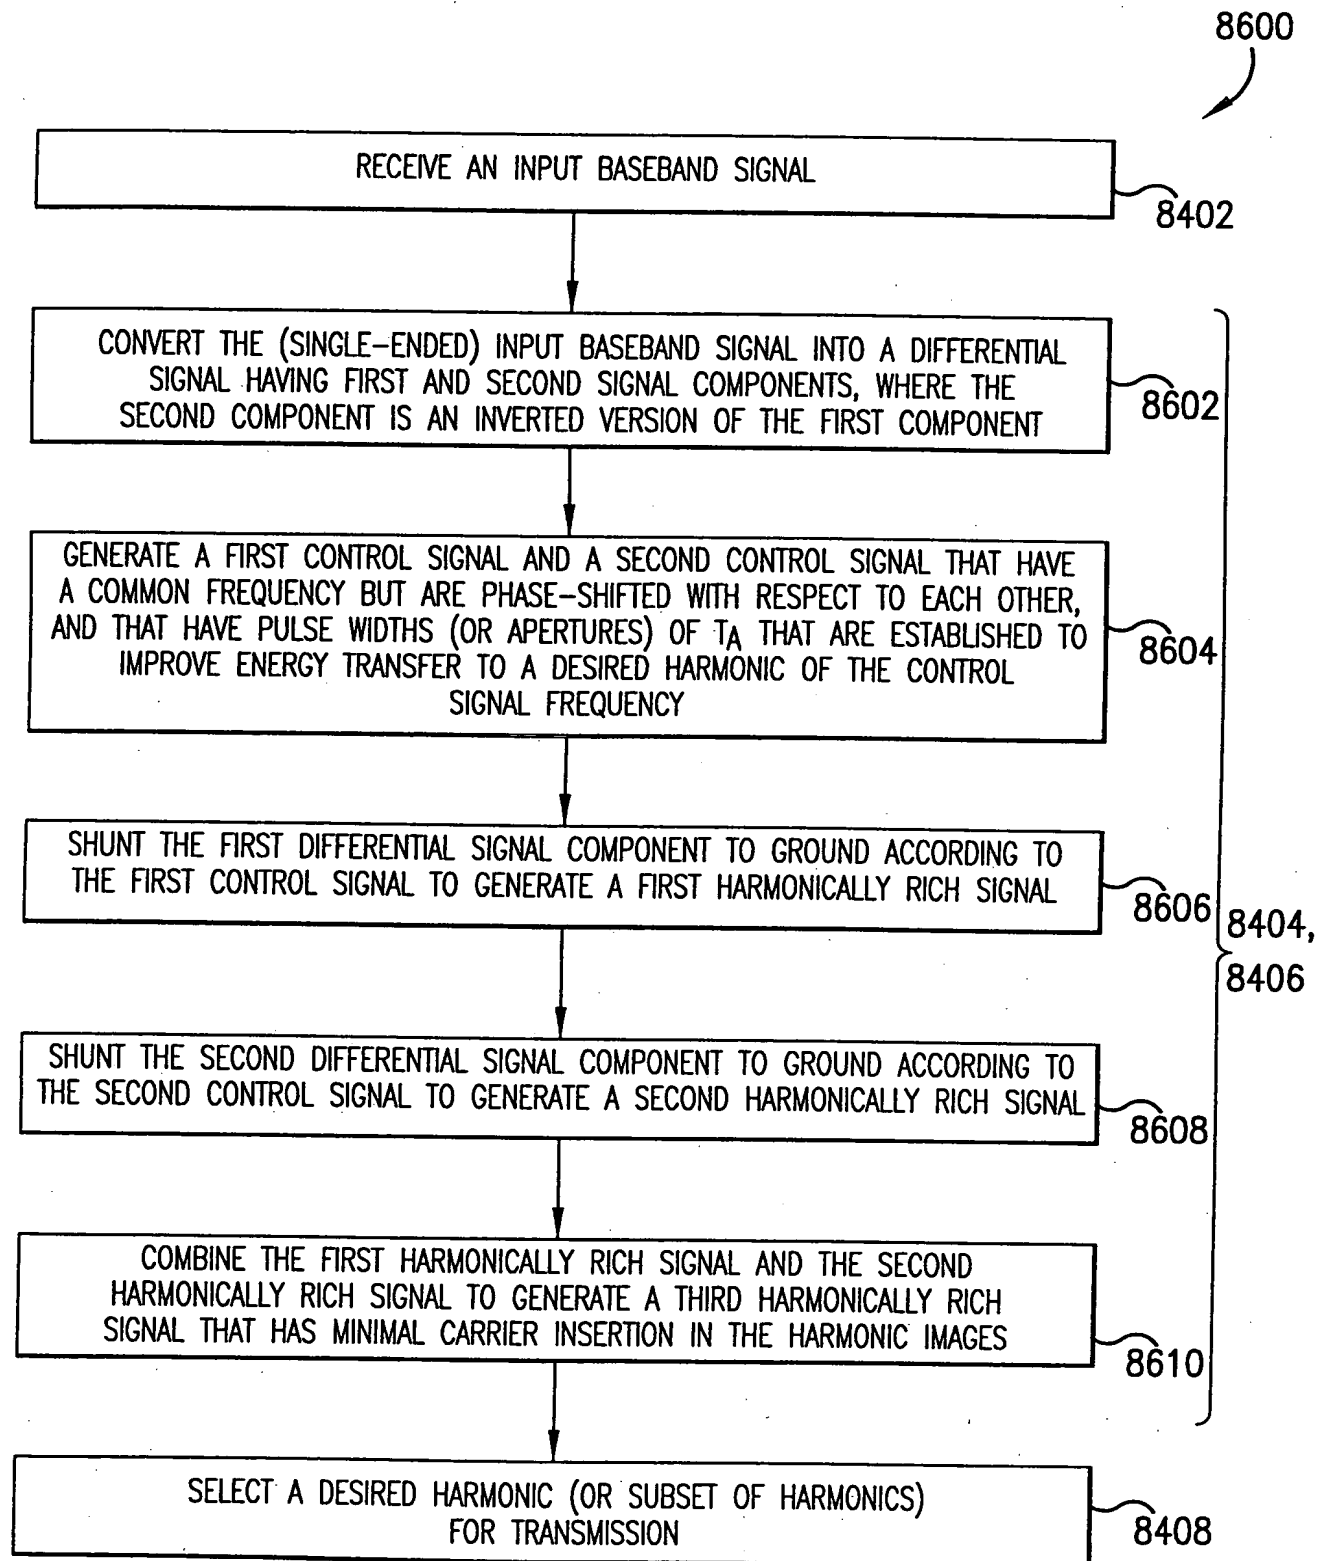 8600
RECEIVE AN INPUT BASEBAND SIGNAL
8402
CONVERT THE (SINGLE-ENDED) INPUT BASEBAND SIGNAL INTO A DIFFERENTIAL
SIGNAL HAVING FIRST AND SECOND SIGNAL COMPONENTS, WHERE THE
SECOND COMPONENT IS AN INVERTED VERSION OF THE FIRST COMPONENT
8602
GENERATE A FIRST CONTROL SIGNAL AND A SECOND CONTROL SIGNAL THAT HAVE
A COMMON FREQUENCY BUT ARE PHASE-SHIFTED WITH RESPECT TO EACH OTHER,
AND THAT HAVE PULSE WIDTHS (OR APERTURES) OF TA THAT ARE ESTABLISHED TO
IMPROVE ENERGY TRANSFER TO A DESIRED HARMONIC OF THE CONTROL
SIGNAL FREQUENCY
8604
SHUNT THE FIRST DIFFERENTIAL SIGNAL COMPONENT TO GROUND ACCORDING TO
THE FIRST CONTROL SIGNAL TO GENERATE A FIRST HARMONICALLY RICH SIGNAL
8606
8404,
8406
SHUNT THE SECOND DIFFERENTIAL SIGNAL COMPONENT TO GROUND ACCORDING TO
THE SECOND CONTROL SIGNAL TO GENERATE A SECOND HARMONICALLY RICH SIGNAL
8608
COMBINE THE FIRST HARMONICALLY RICH SIGNAL AND THE SECOND
HARMONICALLY RICH SIGNAL TO GENERATE A THIRD HARMONICALLY RICH
SIGNAL THAT HAS MINIMAL CARRIER INSERTION IN THE HARMONIC IMAGES
8610
SELECT A DESIRED HARMONIC (OR SUBSET OF HARMONICS)
FOR TRANSMISSION
8408